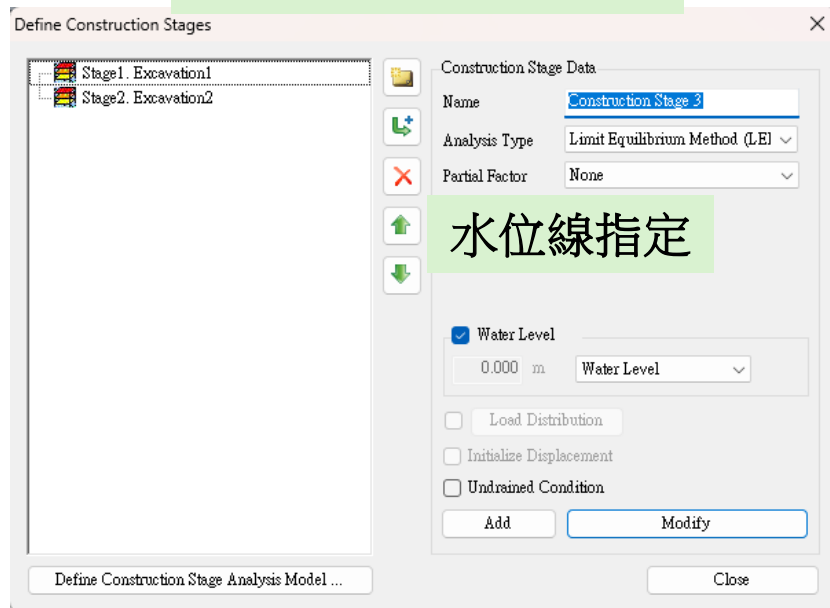 Define Construction Stages
Stage1. Excavation1
Stage2. Excavation2
Construction Stage Data
Name
Construction Stage 3
Analysis Type
Limit Equilibrium Method (LEI
Partial Factor
None
水位線指定
Water Level
0.000 m
Water Level
Load Distribution
Initialize Displacement
Undrained Condition
Add
Modify
Define Construction Stage Analysis Model ...
Close